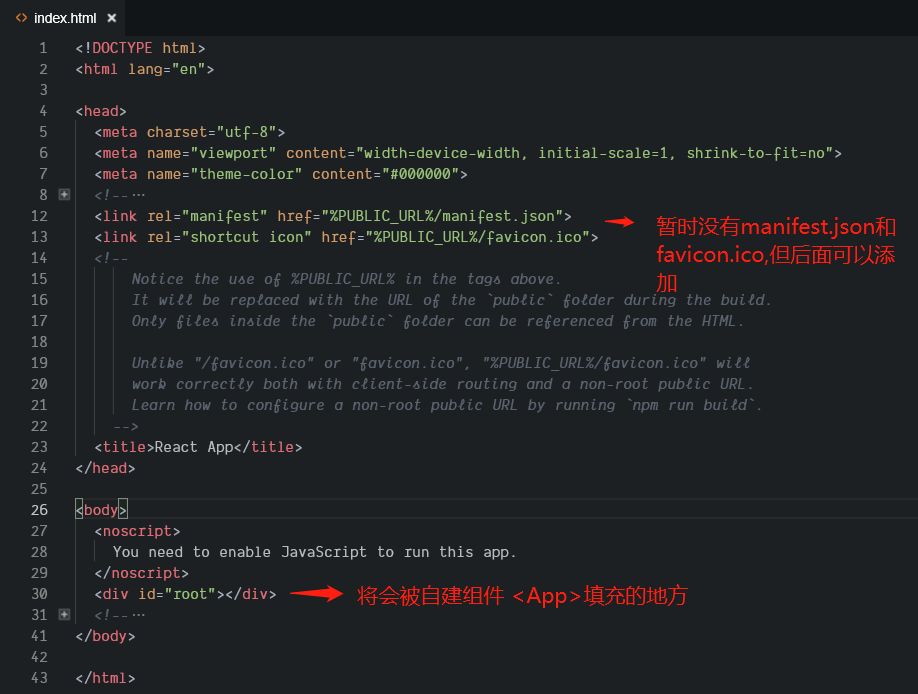 <> index.html ×
1 <!DOCTYPE html>
2 <html lang="en">
3
4 <head>
5 <meta charset="utf-8">
6 <meta name="viewport" content="width=device-width, initial-scale=1, shrink-to-fit=no">
7 <meta name="theme-color" content="#000000">
8 <!-- ⋯
12 <link rel="manifest" href="%PUBLIC_URL%/manifest.json">
13 <link rel="shortcut icon" href="%PUBLIC_URL%/favicon.ico">
暂时没有manifest.json和
favicon.ico,但后面可以添
加
14 <!--
15 Notice the use of %PUBLIC_URL% in the tags above.
16 It will be replaced with the URL of the `public` folder during the build.
17 Only files inside the `public` folder can be referenced from the HTML.
18
19 Unlike "/favicon.ico" or "favicon.ico", "%PUBLIC_URL%/favicon.ico" will
20 work correctly both with client-side routing and a non-root public URL.
21 Learn how to configure a non-root public URL by running `npm run build`.
22 -->
23 <title>React App</title>
24 </head>
25
26 <body>
27 <noscript>
28 You need to enable JavaScript to run this app.
29 </noscript>
30 <div id="root"></div> 将会被自建组件 <App>填充的地方
31 <!-- ⋯
41 </body>
42
43 </html>